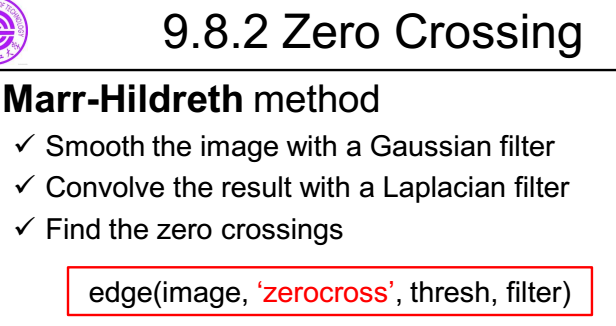 9.8.2 Zero Crossing
Marr-Hildreth method
✓ Smooth the image with a Gaussian filter
✓ Convolve the result with a Laplacian filter
✓ Find the zero crossings
edge(image, ‘zerocross’, thresh, filter)